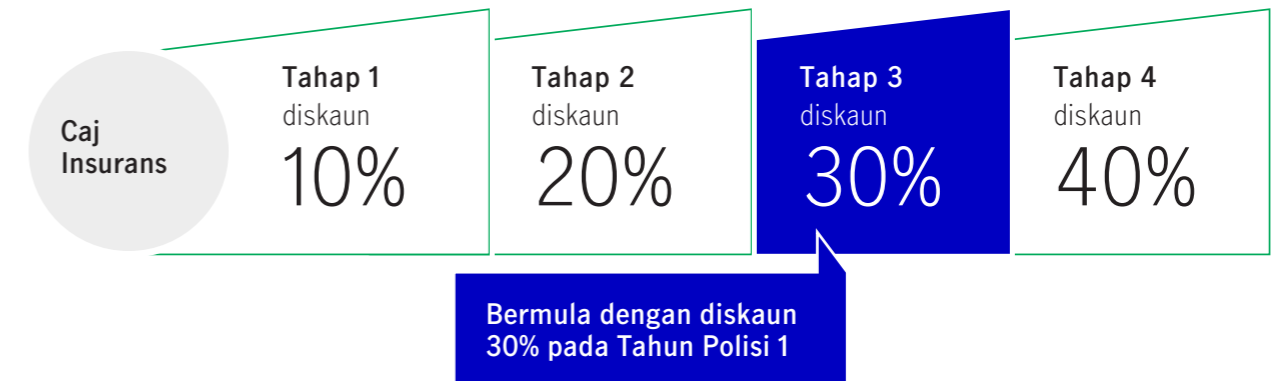 Caj
Insurans
Tahap 1
diskaun
10%
Tahap 2
diskaun
20%
Tahap 3
diskaun
30%
Tahap 4
diskaun
40%
Bermula dengan diskaun
30% pada Tahun Polisi 1